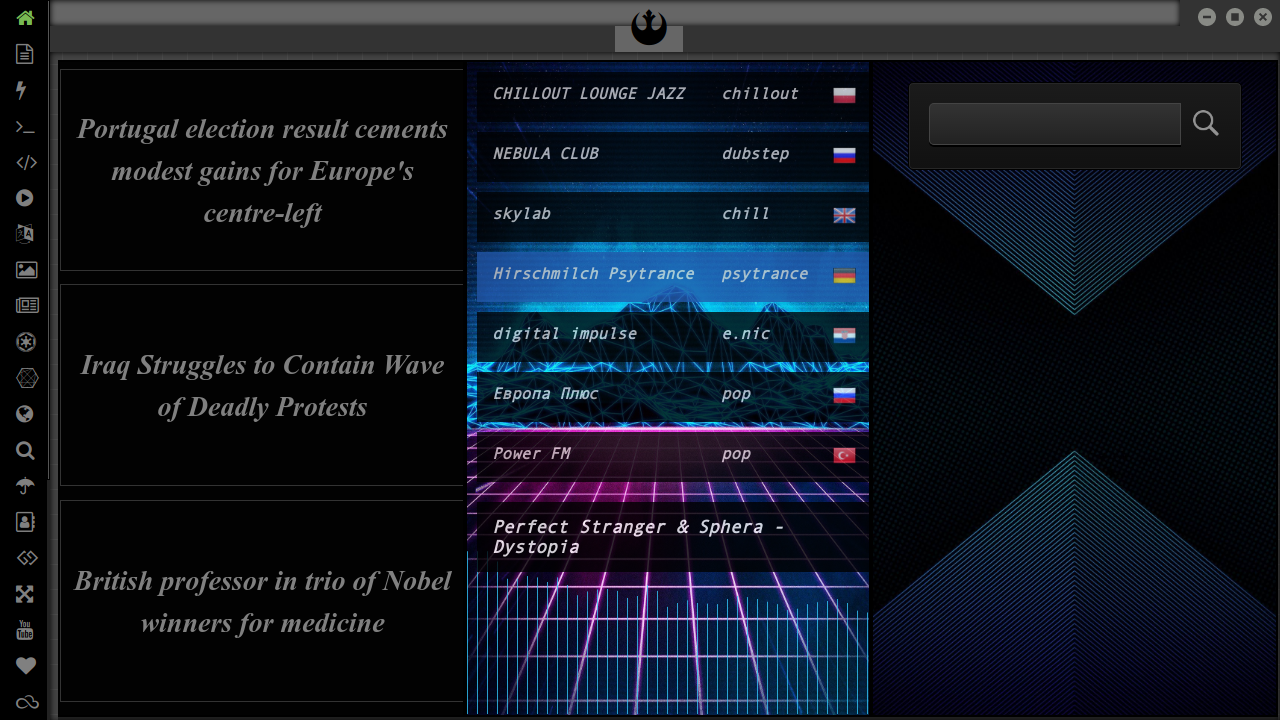 Portugal election result cements
modest gains for Europe's
centre-left
Iraq Struggles to Contain Wave
of Deadly Protests
British professor in trio of Nobel
winners for medicine
CHILLOUT LOUNGE JAZZ chillout
NEBULA CLUB dubstep
skylab chill
Hirschmilch Psytrance psytrance
digital impulse e.nic
Европа Плюс pop
Power FM pop
Perfect Stranger & Sphera -
Dystopia
You
Tube